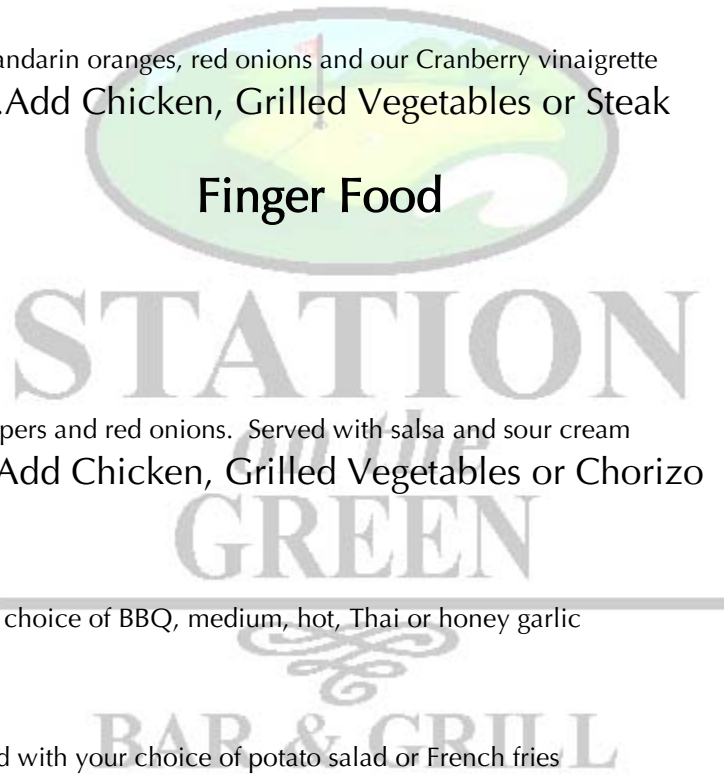 andarin oranges, red onions and our Cranberry vinaigrette
.Add Chicken, Grilled Vegetables or Steak
Finger Food
STATION
pers and red onions. Served with salsa and sour cream
on the
Add Chicken, Grilled Vegetables or Chorizo
GREEN
choice of BBQ, medium, hot, Thai or honey garlic
BAR & GRILL
d with your choice of potato salad or French fries